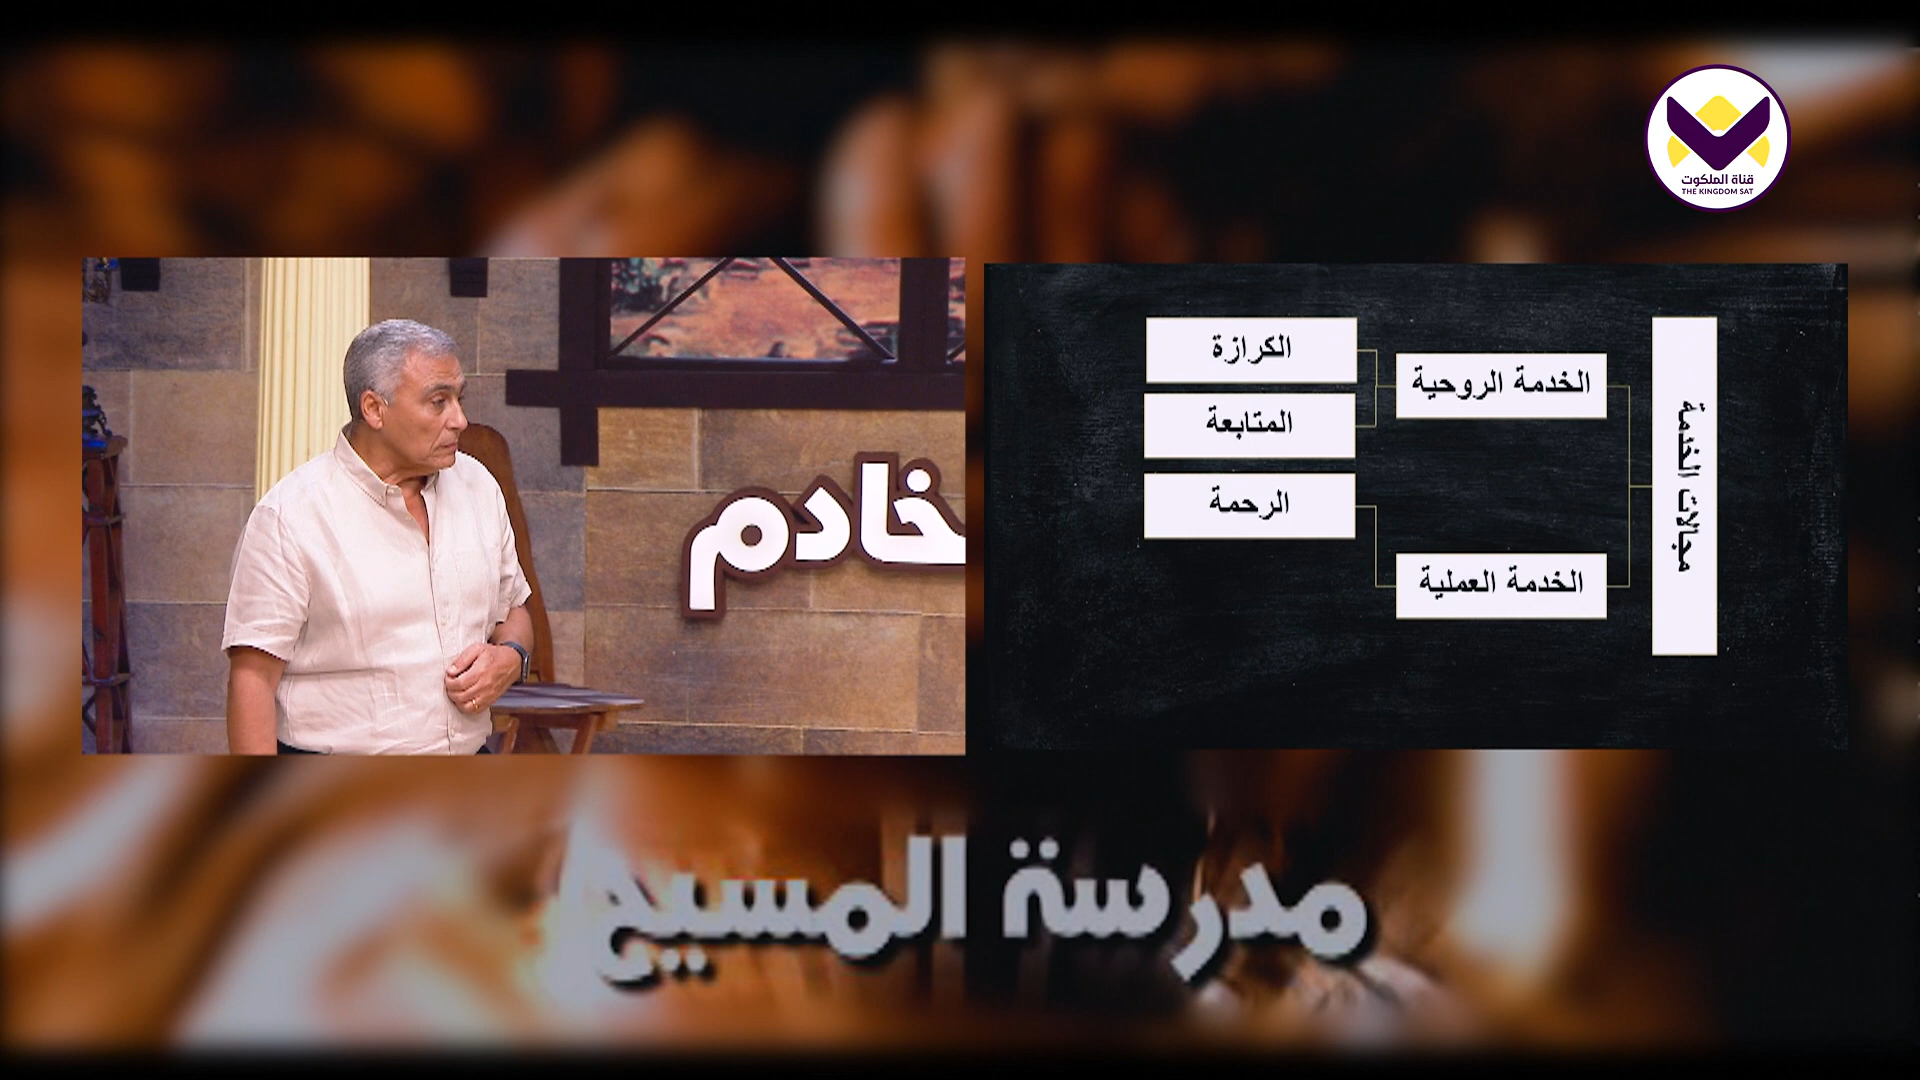 قناة الملكوت
THE KINGDOM SAT
مجالات الخدمة
الخدمة الروحية
الكرازة
المتابعة
الخدمة العملية
الرحمة
خادم
مدرسة المسيح